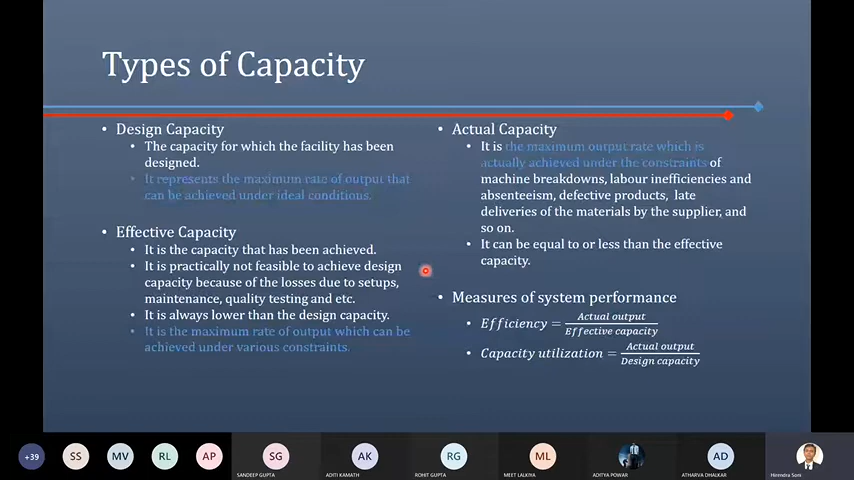 Types of Capacity
• Design Capacity
• The capacity for which the facility has been
designed.
• It represents the maximum rate of output that
can be achieved under ideal conditions.
• Effective Capacity
• It is the capacity that has been achieved.
• It is practically not feasible to achieve design
capacity because of the losses due to setups,
maintenance, quality testing and etc.
• It is always lower than the design capacity.
• It is the maximum rate of output which can be
achieved under various constraints.
• Actual Capacity
• It is the maximum output rate which is
actually achieved under the constraints of
machine breakdowns, labour inefficiencies and
absenteeism, defective products, late
deliveries of the materials by the supplier, and
so on.
• It can be equal to or less than the effective
capacity.
• Measures of system performance
• Efficiency = Actual output / Effective capacity
• Capacity utilization = Actual output / Design capacity
+39 SS MV RL AP SG AK RG ML AD
SANDEEP GUPTA ADITI KAMATH ROHIT GUPTA MEET LALKIYA ADITYA POWAR ATHARVA DHALKAR Hirendra Soni